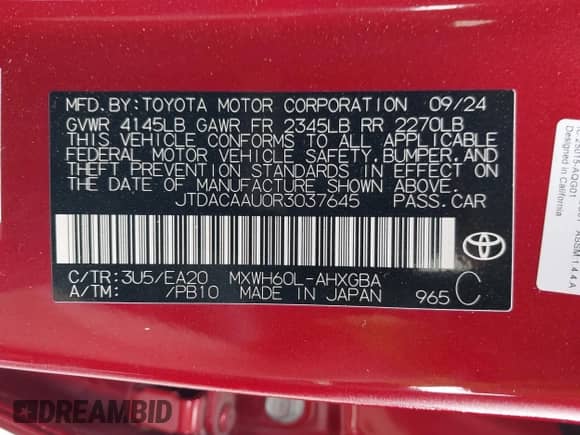 MFD. BY: TOYOTA MOTOR CORPORATION 09/24
GVWR 4145LB GAWR FR 2345LB RR 2270LB
THIS VEHICLE CONFORMS TO ALL APPLICABLE
FEDERAL MOTOR VEHICLE SAFETY, BUMPER, AND
THEFT PREVENTION STANDARDS IN EFFECT ON
THE DATE OF MANUFACTURE SHOWN ABOVE.
JTDACAAU0R3037645 PASS. CAR
C/TR: 3U5/EA20 MXWH60L-AHXGBA
A/TM: /PB10 MADE IN JAPAN 965 C
Designed in California
DREAMBID